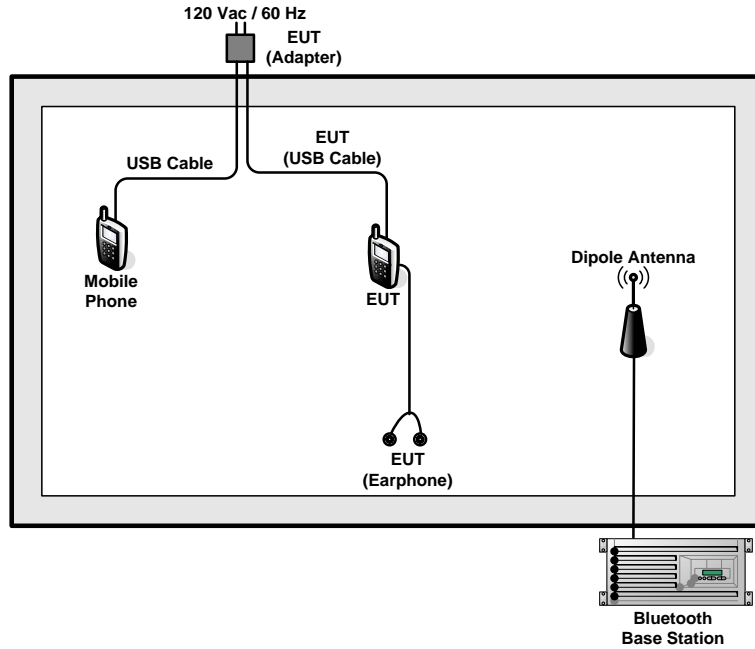 120 Vac / 60 Hz
EUT
(Adapter)
USB Cable
EUT
(USB Cable)
Mobile
Phone
EUT
Dipole Antenna
EUT
(Earphone)
Bluetooth
Base Station